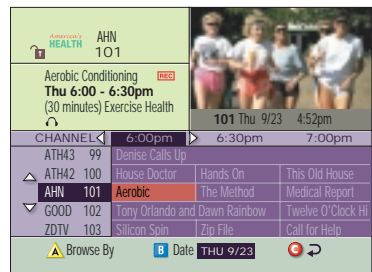 America's
HEALTH
AHN
101
Aerobic Conditioning REC
Thu 6:00 - 6:30pm
(30 minutes) Exercise Health
101 Thu 9/23 4:52pm
CHANNEL 6:00pm 6:30pm 7:00pm
ATH43 99 Denise Calls Up
ATH42 100 House Doctor Hands On This Old House
AHN 101 Aerobic The Method Medical Report
GOOD 102 Tony Orlando and Dawn Rainbow Twelve O'Clock Hi
ZDTV 103 Silicon Spin Zip File Call for Help
A Browse By B Date THU 9/23 C